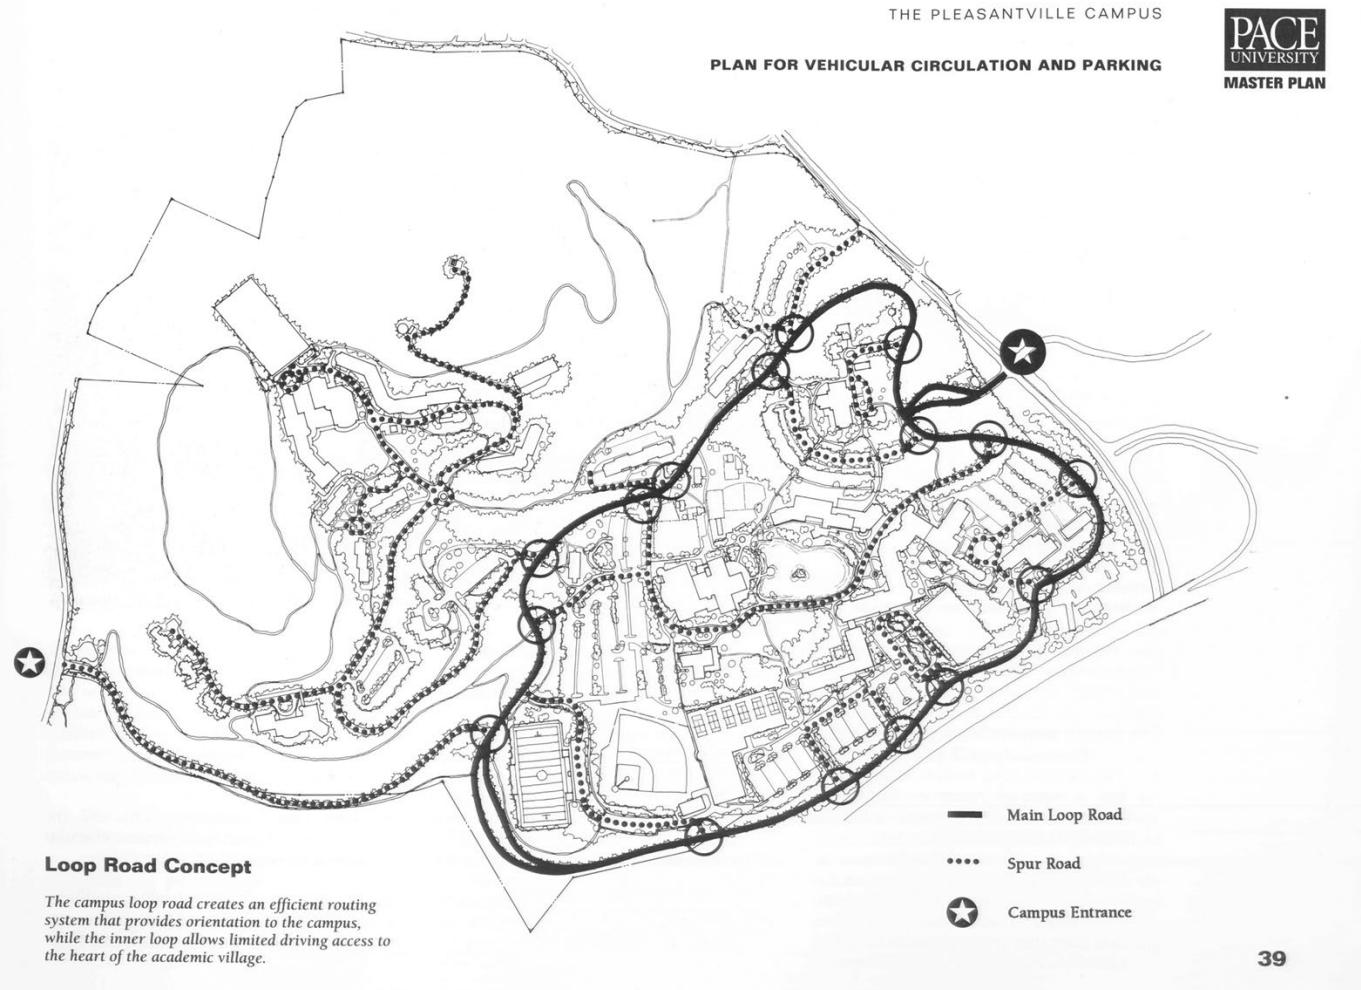 THE PLEASANTVILLE CAMPUS
PLAN FOR VEHICULAR CIRCULATION AND PARKING
PACE
UNIVERSITY
MASTER PLAN
Main Loop Road
Spur Road
Campus Entrance
Loop Road Concept
The campus loop road creates an efficient routing
system that provides orientation to the campus,
while the inner loop allows limited driving access to
the heart of the academic village.
39